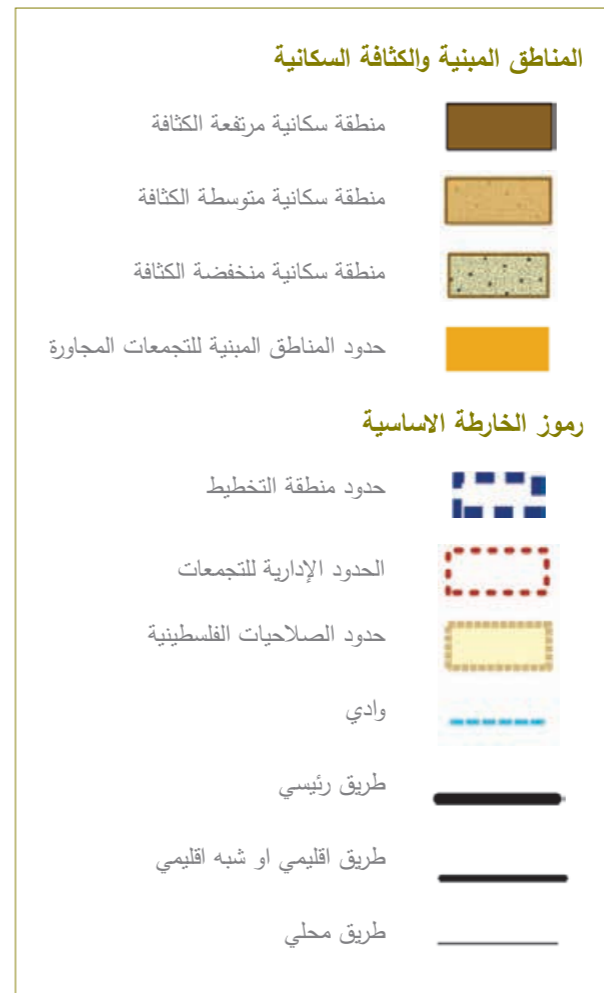 المناطق المبنية والكثافة السكانية
منطقة سكانية مرتفعة الكثافة
منطقة سكانية متوسطة الكثافة
منطقة سكانية منخفضة الكثافة
حدود المناطق المبنية للتجمعات المجاورة
رموز الخارطة الاساسية
حدود منطقة التخطيط
الحدود الإدارية للتجمعات
حدود الصلاحيات الفلسطينية
وادي
طريق رئيسي
طريق اقليمي او شبه اقليمي
طريق محلي